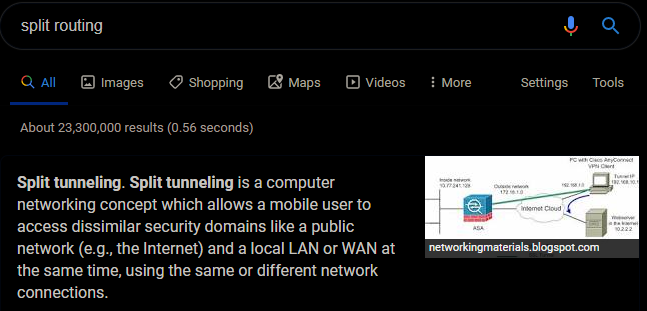 split routing
All Images Shopping Maps Videos More Settings Tools
About 23,300,000 results (0.56 seconds)
Split tunneling. Split tunneling is a computer
networking concept which allows a mobile user to
access dissimilar security domains like a public
network (e.g., the Internet) and a local LAN or WAN at
the same time, using the same or different network
connections.
PC with Cisco AnyConnect
VPN Client
Inside network
10.77.241.128
Outside network
172.16.1.0
192.168.1.0
Tunnel IP
192.168.10.1
Internet Cloud
ASA
Webserver
in the Internet
10.2.2.2
networkingmaterials.blogspot.com